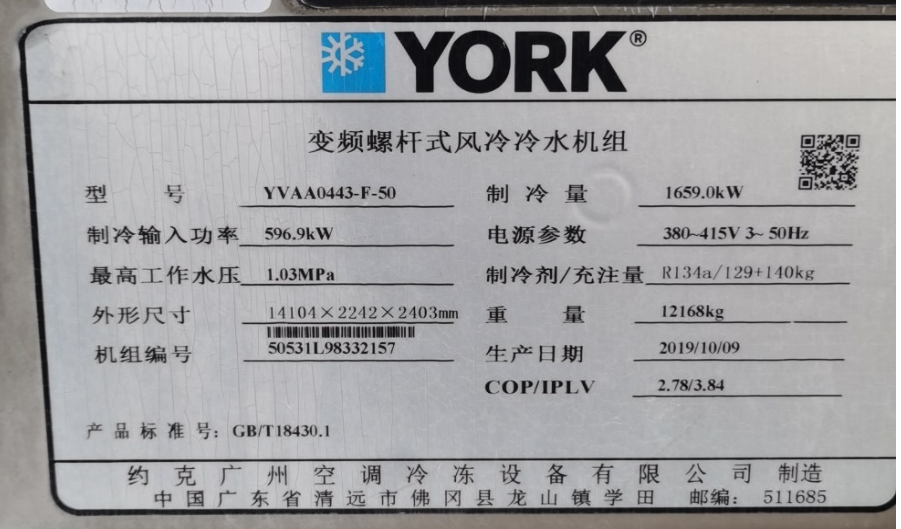 YORK®
变频螺杆式风冷冷水机组
型 号 YVAA0443-F-50 制 冷 量 1659.0kW
制冷输入功率 596.9kW 电源参数 380~415V 3~ 50Hz
最高工作水压 1.03MPa 制冷剂/充注量 R134a/129+140kg
外形尺寸 14104×2242×2403mm 重 量 12168kg
机组编号 50531L98332157 生产日期 2019/10/09
COP/IPLV 2.78/3.84
产品标准号: GB/T18430.1
约克广州空调冷冻设备有限公司 制造
中国广东省清远市佛冈县龙山镇学田 邮编: 511685